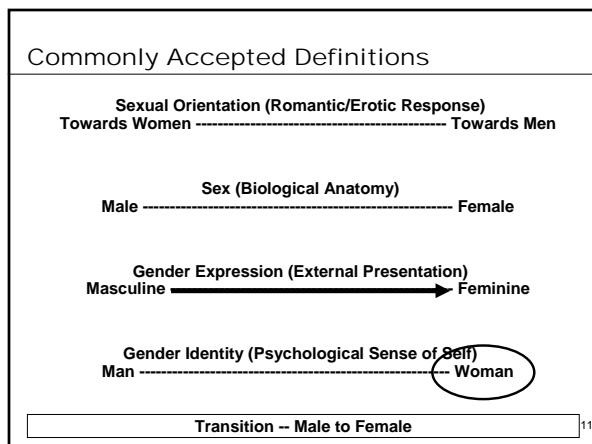 Commonly Accepted Definitions
Sexual Orientation (Romantic/Erotic Response)
Towards Women ---------------------------------------------- Towards Men
Sex (Biological Anatomy)
Male --------------------------------------------------------- Female
Gender Expression (External Presentation)
Masculine - Feminine
Gender Identity (Psychological Sense of Self)
Man --------------------------------------------------------- Woman
Transition -- Male to Female
11